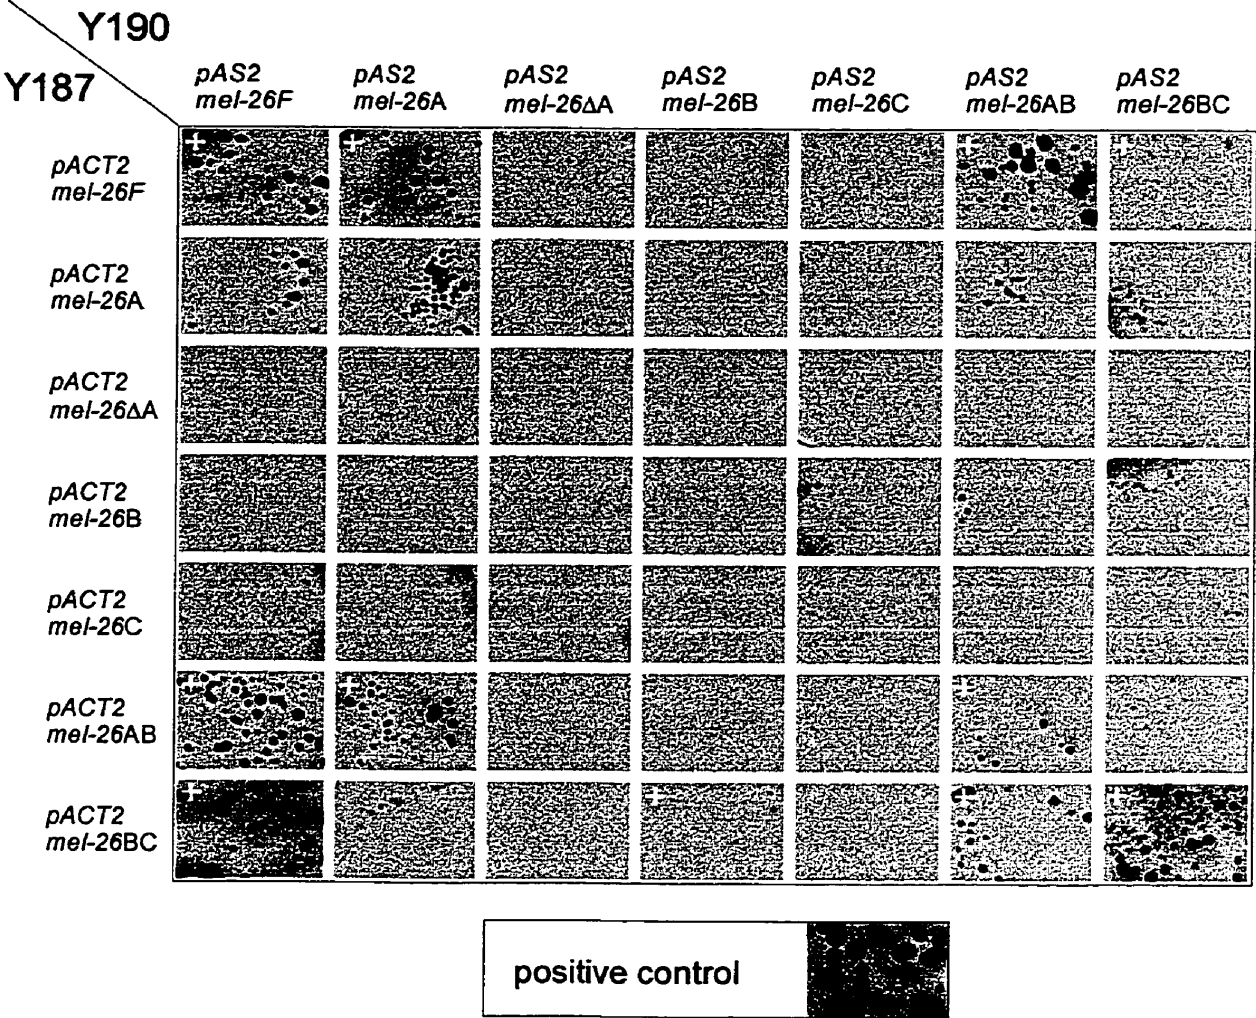 Y190
Y187
pAS2 pAS2 pAS2 pAS2 pAS2 pAS2 pAS2
mel-26F mel-26A mel-26ΔA mel-26B mel-26C mel-26AB mel-26BC
+ + + +
pACT2
mel-26F
pACT2
mel-26A
pACT2
mel-26ΔA
pACT2
mel-26B
pACT2
mel-26C
+ + +
pACT2
mel-26AB
+ + + +
pACT2
mel-26BC
positive control